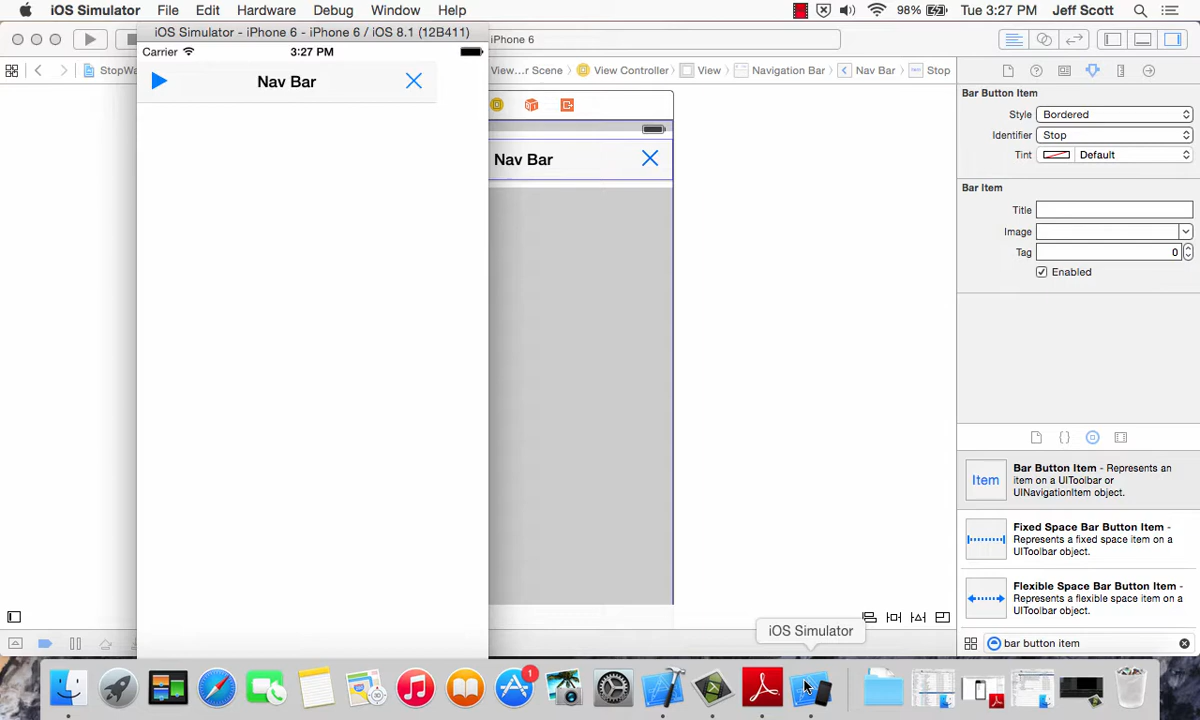 iOS Simulator File Edit Hardware Debug Window Help 98% Tue 3:27 PM Jeff Scott
iOS Simulator - iPhone 6 - iPhone 6 / iOS 8.1 (12B411)
iPhone 6
Carrier 3:27 PM
StopWa
View...r Scene View Controller View Navigation Bar Nav Bar Stop
Nav Bar
Nav Bar
Bar Button Item
Style Bordered
Identifier Stop
Tint Default
Bar Item
Title
Image
Tag 0
Enabled
Item
Bar Button Item - Represents an
item on a UIToolbar or
UINavigationItem object.
Fixed Space Bar Button Item -
Represents a fixed space item on a
UIToolbar object.
Flexible Space Bar Button Item -
Represents a flexible space item on a
UIToolbar object.
bar button item
iOS Simulator
1